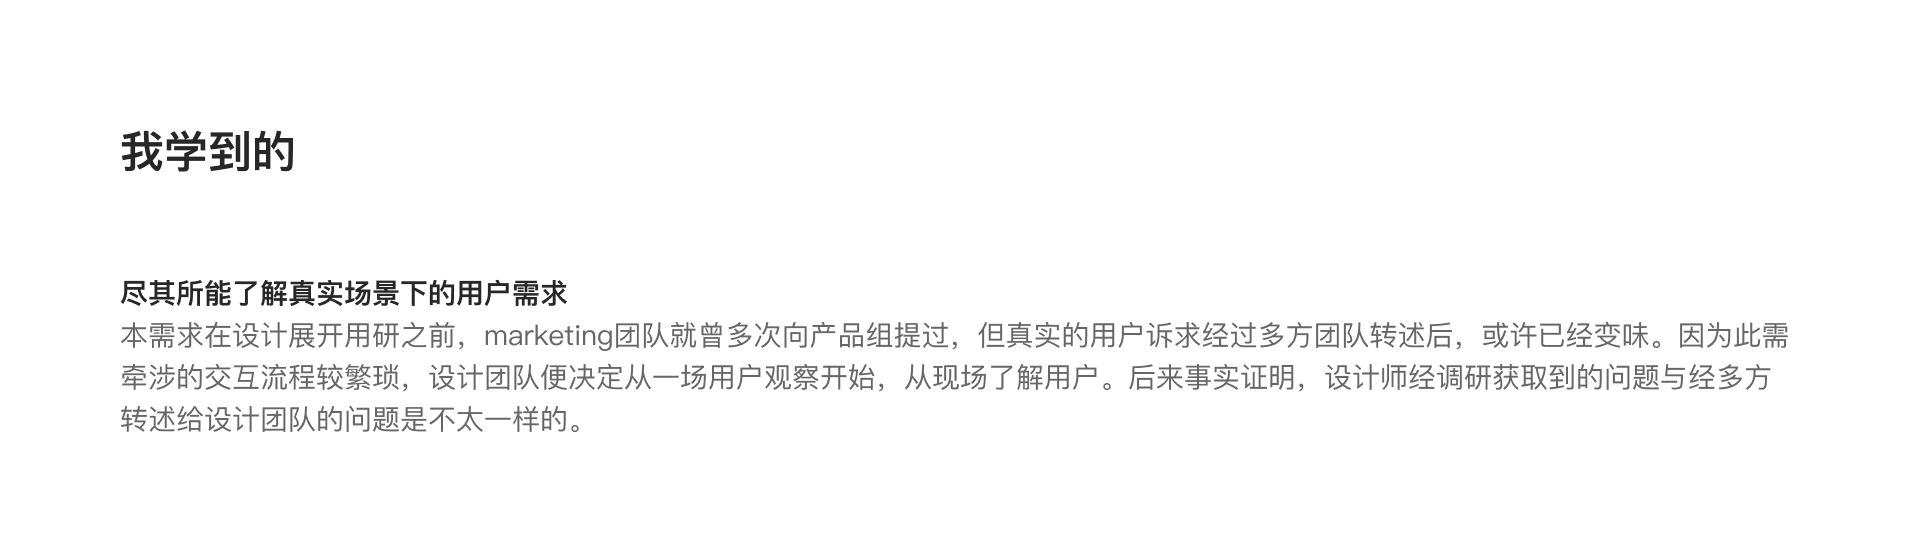 我学到的
尽其所能了解真实场景下的用户需求
本需求在设计展开用研之前，marketing团队就曾多次向产品组提过，但真实的用户诉求经过多方团队转述后，或许已经变味。因为此需
牵涉的交互流程较繁琐，设计团队便决定从一场用户观察开始，从现场了解用户。后来事实证明，设计师经调研获取到的问题与经多方
转述给设计团队的问题是不太一样的。